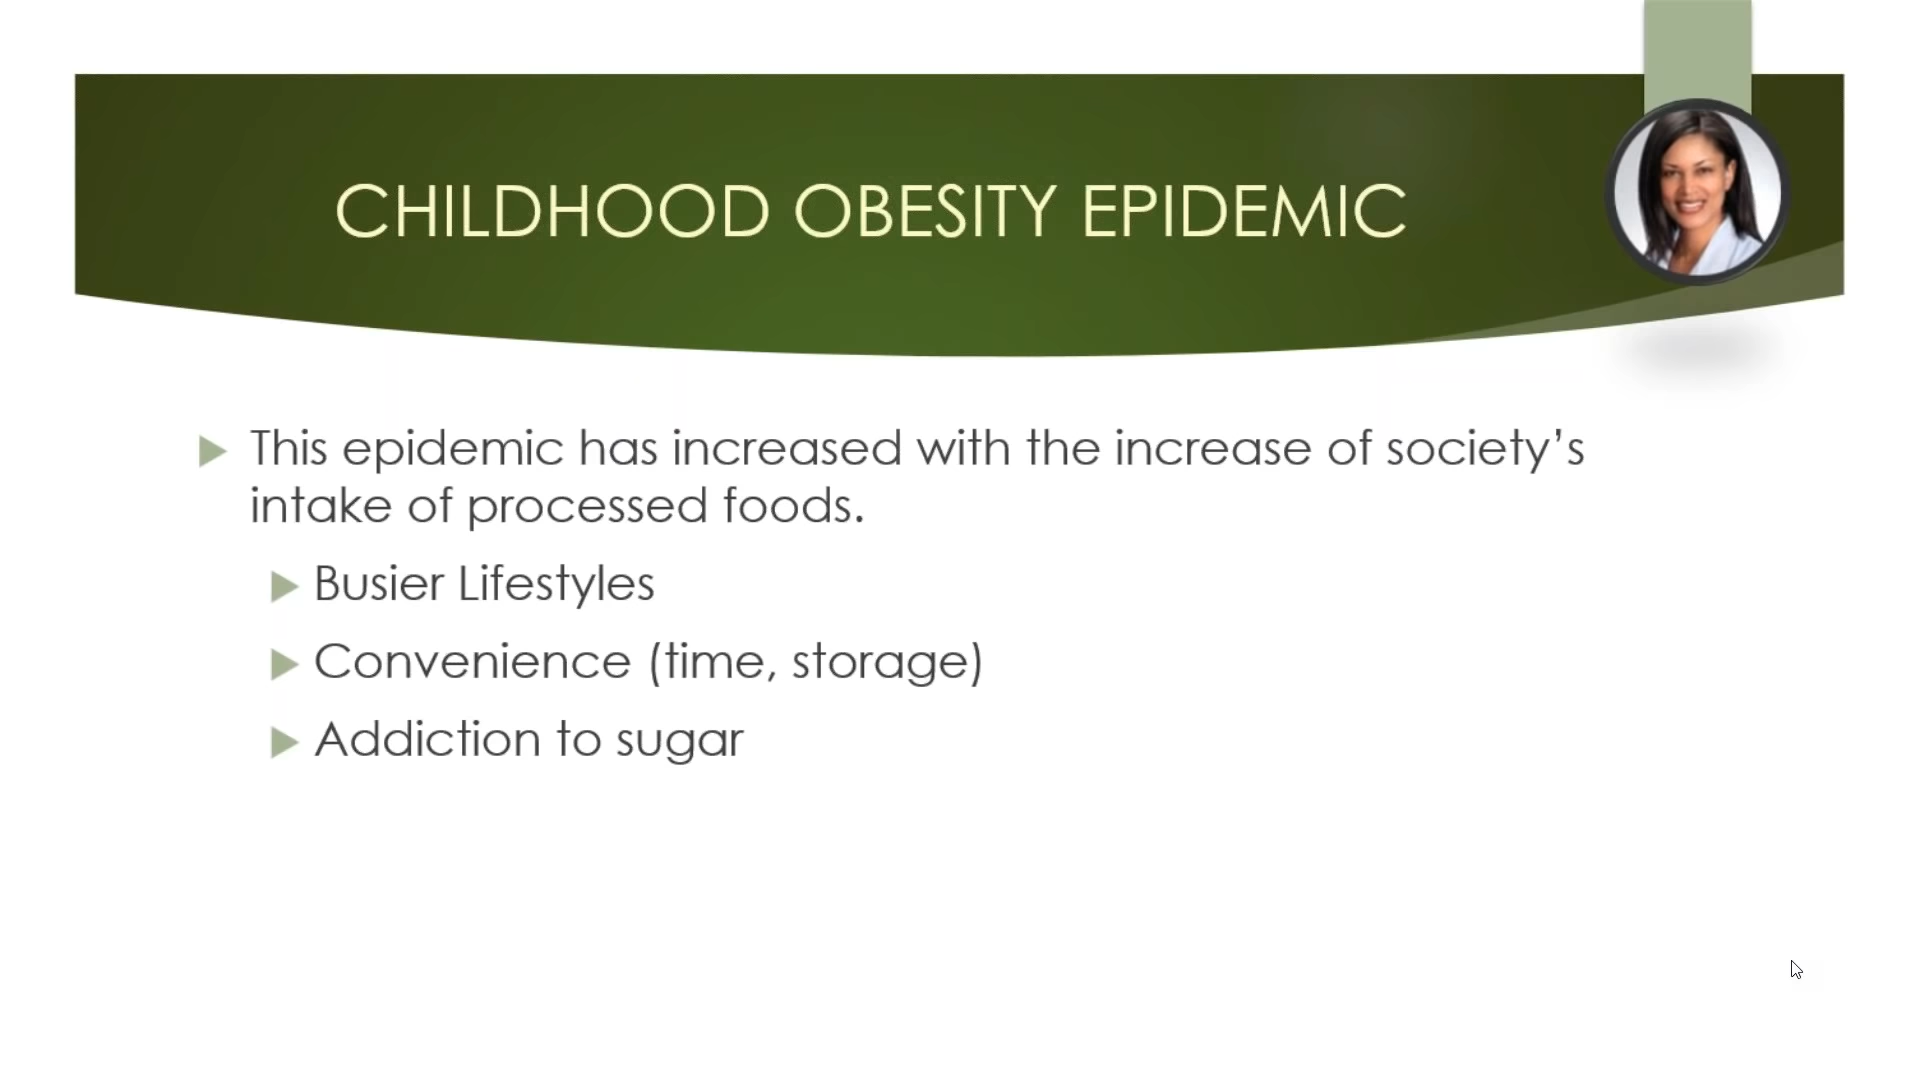 CHILDHOOD OBESITY EPIDEMIC
This epidemic has increased with the increase of society’s
intake of processed foods.
Busier Lifestyles
Convenience (time, storage)
Addiction to sugar